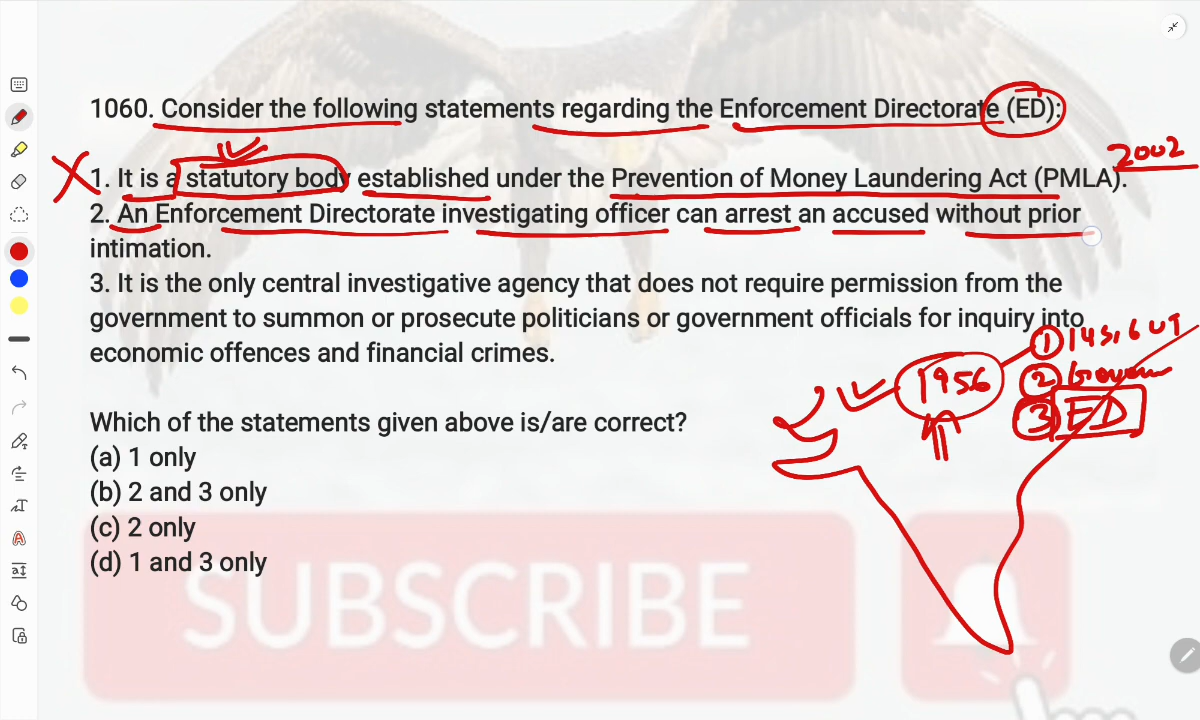 1060. Consider the following statements regarding the Enforcement Directorate (ED):
2002
1. It is a statutory body established under the Prevention of Money Laundering Act (PMLA).
2. An Enforcement Directorate investigating officer can arrest an accused without prior
intimation.
3. It is the only central investigative agency that does not require permission from the
government to summon or prosecute politicians or government officials for inquiry into
economic offences and financial crimes.
1956
1 14S, 6 UT
2
3 ED
Which of the statements given above is/are correct?
(a) 1 only
(b) 2 and 3 only
(c) 2 only
(d) 1 and 3 only
SUBSCRIBE